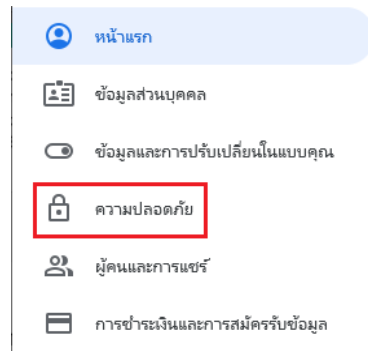 หน้าแรก
ข้อมูลส่วนบุคคล
ข้อมูลและการปรับเปลี่ยนในแบบคุณ
ความปลอดภัย
ผู้คนและการแชร์
การชำระเงินและการสมัครรับข้อมูล